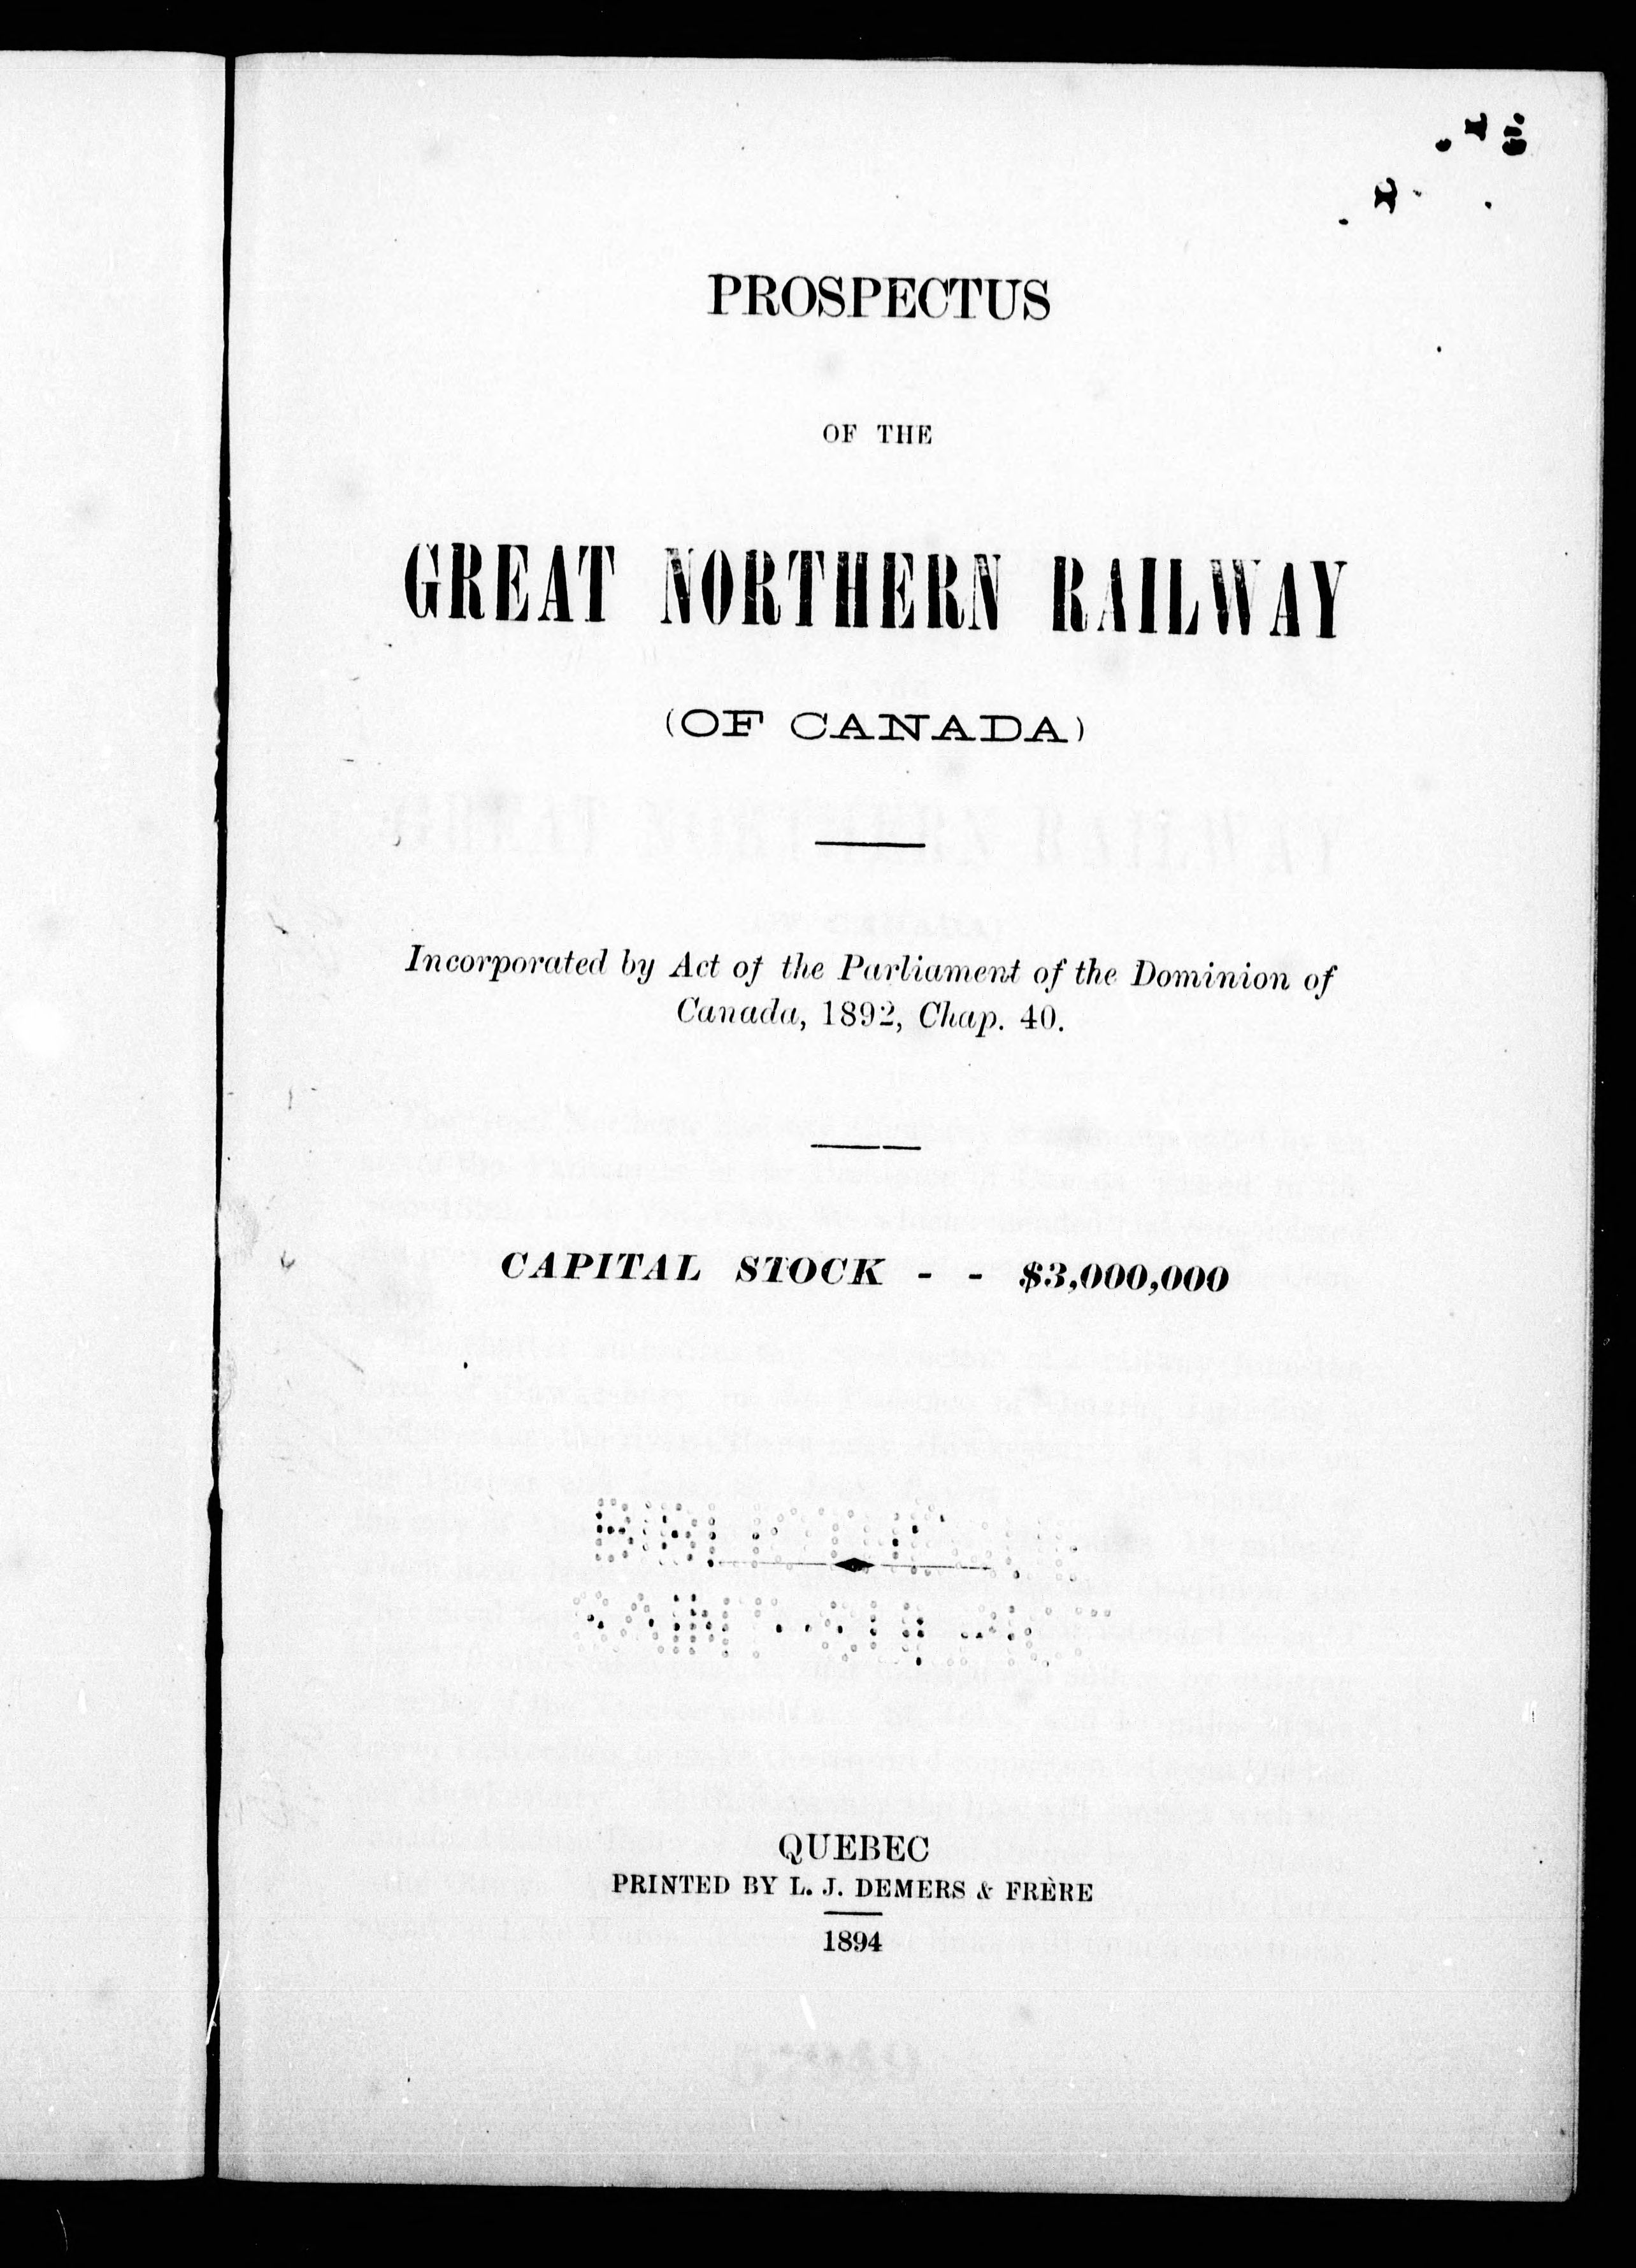 PROSPECTUS
OF THE
GREAT NORTHERN RAILWAY
(OF CANADA)
Incorporated by Act of the Parliament of the Dominion of
Canada, 1892, Chap. 40.
CAPITAL STOCK - - $3,000,000
QUEBEC
PRINTED BY L. J. DEMERS & FRÈRE
1894